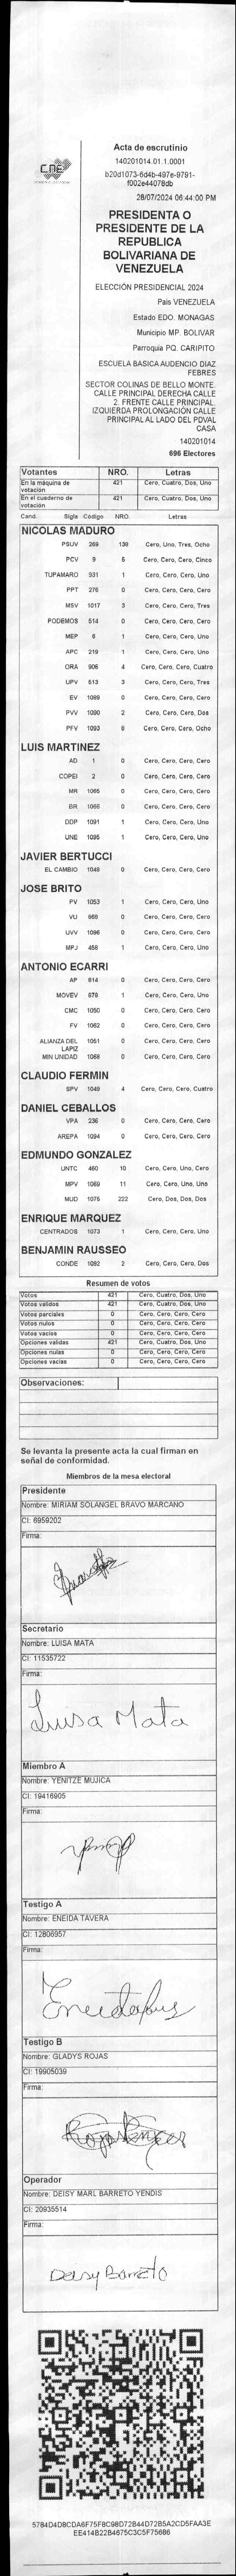 CNE
Acta de escrutinio
140201014.01.1.0001
b20d1073-6d4b-497e-9791-
f002e44078db
28/07/2024 06:44:00 PM
PRESIDENTA O
PRESIDENTE DE LA
REPUBLICA
BOLIVARIANA DE
VENEZUELA
ELECCIÓN PRESIDENCIAL 2024
País VENEZUELA
Estado EDO. MONAGAS
Municipio MP. BOLIVAR
Parroquia PQ. CARIPITO
ESCUELA BASICA AUDENCIO DIAZ
FEBRES
SECTOR COLINAS DE BELLO MONTE.
CALLE PRINCIPAL DERECHA CALLE
2. FRENTE CALLE PRINCIPAL.
IZQUIERDA PROLONGACIÓN CALLE
PRINCIPAL AL LADO DEL PDVAL
CASA
140201014
696 Electores
Votantes NRO. Letras
En la máquina de votación 421 Cero, Cuatro, Dos, Uno
En el cuaderno de votación 421 Cero, Cuatro, Dos, Uno
Cand. Sigla Código NRO. Letras
NICOLAS MADURO
PSUV 269 138 Cero, Uno, Tres, Ocho
PCV 9 5 Cero, Cero, Cero, Cinco
TUPAMARO 931 1 Cero, Cero, Cero, Uno
PPT 276 0 Cero, Cero, Cero, Cero
MSV 1017 3 Cero, Cero, Cero, Tres
PODEMOS 514 0 Cero, Cero, Cero, Cero
MEP 6 1 Cero, Cero, Cero, Uno
APC 219 1 Cero, Cero, Cero, Uno
ORA 906 4 Cero, Cero, Cero, Cuatro
UPV 513 3 Cero, Cero, Cero, Tres
EV 1089 0 Cero, Cero, Cero, Cero
PVV 1090 2 Cero, Cero, Cero, Dos
PFV 1093 8 Cero, Cero, Cero, Ocho
LUIS MARTINEZ
AD 1 0 Cero, Cero, Cero, Cero
COPEI 2 0 Cero, Cero, Cero, Cero
MR 1065 0 Cero, Cero, Cero, Cero
BR 1066 0 Cero, Cero, Cero, Cero
DDP 1091 1 Cero, Cero, Cero, Uno
UNE 1095 1 Cero, Cero, Cero, Uno
JAVIER BERTUCCI
EL CAMBIO 1048 0 Cero, Cero, Cero, Cero
JOSE BRITO
PV 1053 1 Cero, Cero, Cero, Uno
VU 669 0 Cero, Cero, Cero, Cero
UVV 1096 0 Cero, Cero, Cero, Cero
MPJ 458 1 Cero, Cero, Cero, Uno
ANTONIO ECARRI
AP 814 0 Cero, Cero, Cero, Cero
MOVEV 679 1 Cero, Cero, Cero, Uno
CMC 1050 0 Cero, Cero, Cero, Cero
FV 1062 0 Cero, Cero, Cero, Cero
ALIANZA DEL LAPIZ 1051 0 Cero, Cero, Cero, Cero
MIN UNIDAD 1068 0 Cero, Cero, Cero, Cero
CLAUDIO FERMIN
SPV 1049 4 Cero, Cero, Cero, Cuatro
DANIEL CEBALLOS
VPA 236 0 Cero, Cero, Cero, Cero
AREPA 1094 0 Cero, Cero, Cero, Cero
EDMUNDO GONZALEZ
UNTC 460 10 Cero, Cero, Uno, Cero
MPV 1069 11 Cero, Cero, Uno, Uno
MUD 1075 222 Cero, Dos, Dos, Dos
ENRIQUE MARQUEZ
CENTRADOS 1073 1 Cero, Cero, Cero, Uno
BENJAMIN RAUSSEO
CONDE 1092 2 Cero, Cero, Cero, Dos
Resumen de votos
Votos 421 Cero, Cuatro, Dos, Uno
Votos válidos 421 Cero, Cuatro, Dos, Uno
Votos parciales 0 Cero, Cero, Cero, Cero
Votos nulos 0 Cero, Cero, Cero, Cero
Votos vacíos 0 Cero, Cero, Cero, Cero
Opciones válidas 421 Cero, Cuatro, Dos, Uno
Opciones nulas 0 Cero, Cero, Cero, Cero
Opciones vacías 0 Cero, Cero, Cero, Cero
Observaciones:
Se levanta la presente acta la cual firman en
señal de conformidad.
Miembros de la mesa electoral
Presidente
Nombre: MIRIAM SOLANGEL BRAVO MARCANO
CI: 6959202
Firma:
Secretario
Nombre: LUISA MATA
CI: 11535722
Firma:
Luisa Mata
Miembro A
Nombre: YENITZE MUJICA
CI: 19416905
Firma:
Testigo A
Nombre: ENEIDA TAVERA
CI: 12806957
Firma:
Testigo B
Nombre: GLADYS ROJAS
CI: 19905039
Firma:
Operador
Nombre: DEISY MARL BARRETO YENDIS
CI: 20935514
Firma:
Deisy Barreto
5784D4D8CDA6F75F8C98D72B44D72B5A2CD5FAA3E
EE414B22B4675C3C5F75686